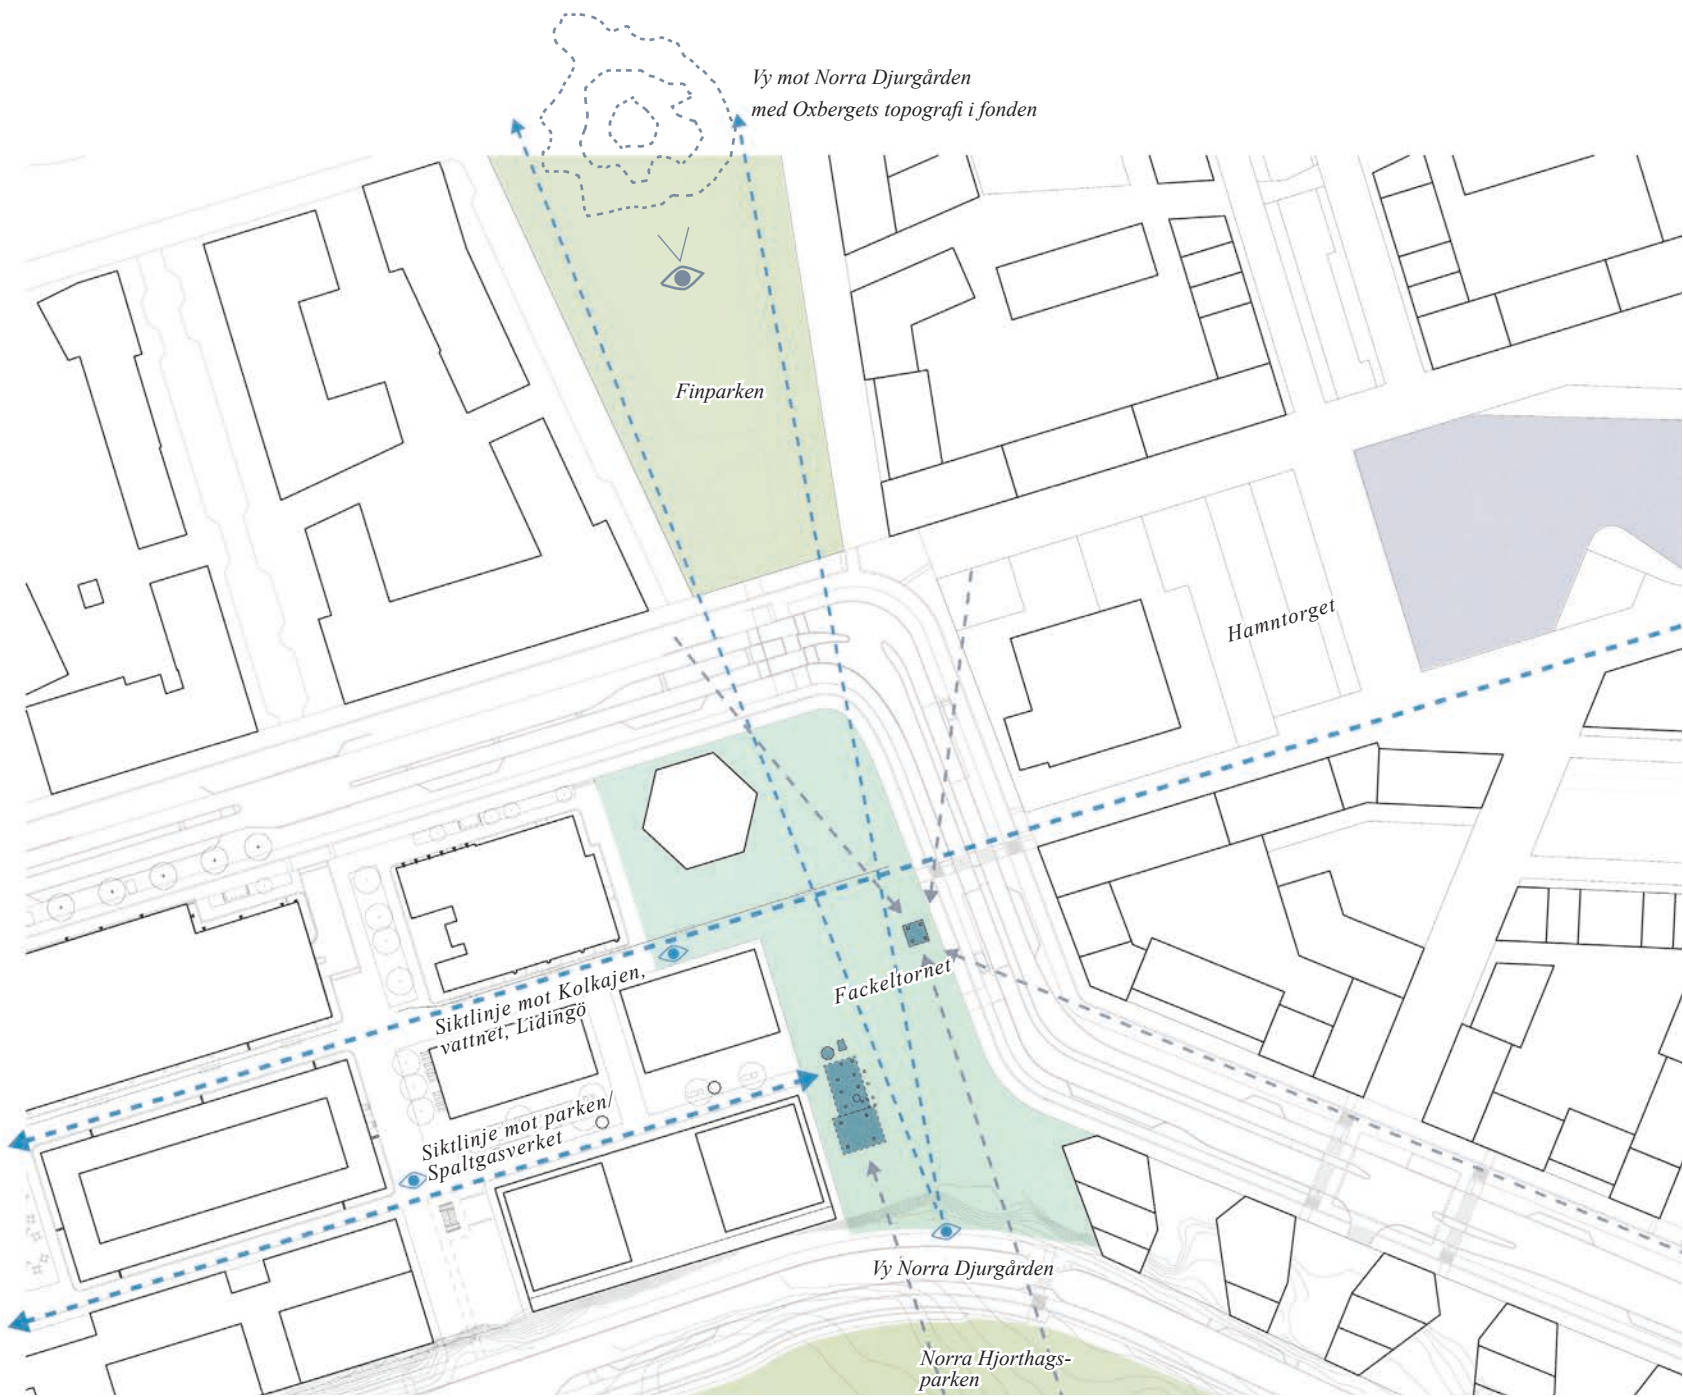 Vy mot Norra Djurgården
med Oxbergets topografi i fonden
Finparken
Hamntorget
Fackeltornet
Siktlinje mot Kolkajen,
vattnet, Lidingö
Siktlinje mot parken/
Spaltgasverket
Vy Norra Djurgården
Norra Hjorthags-
parken